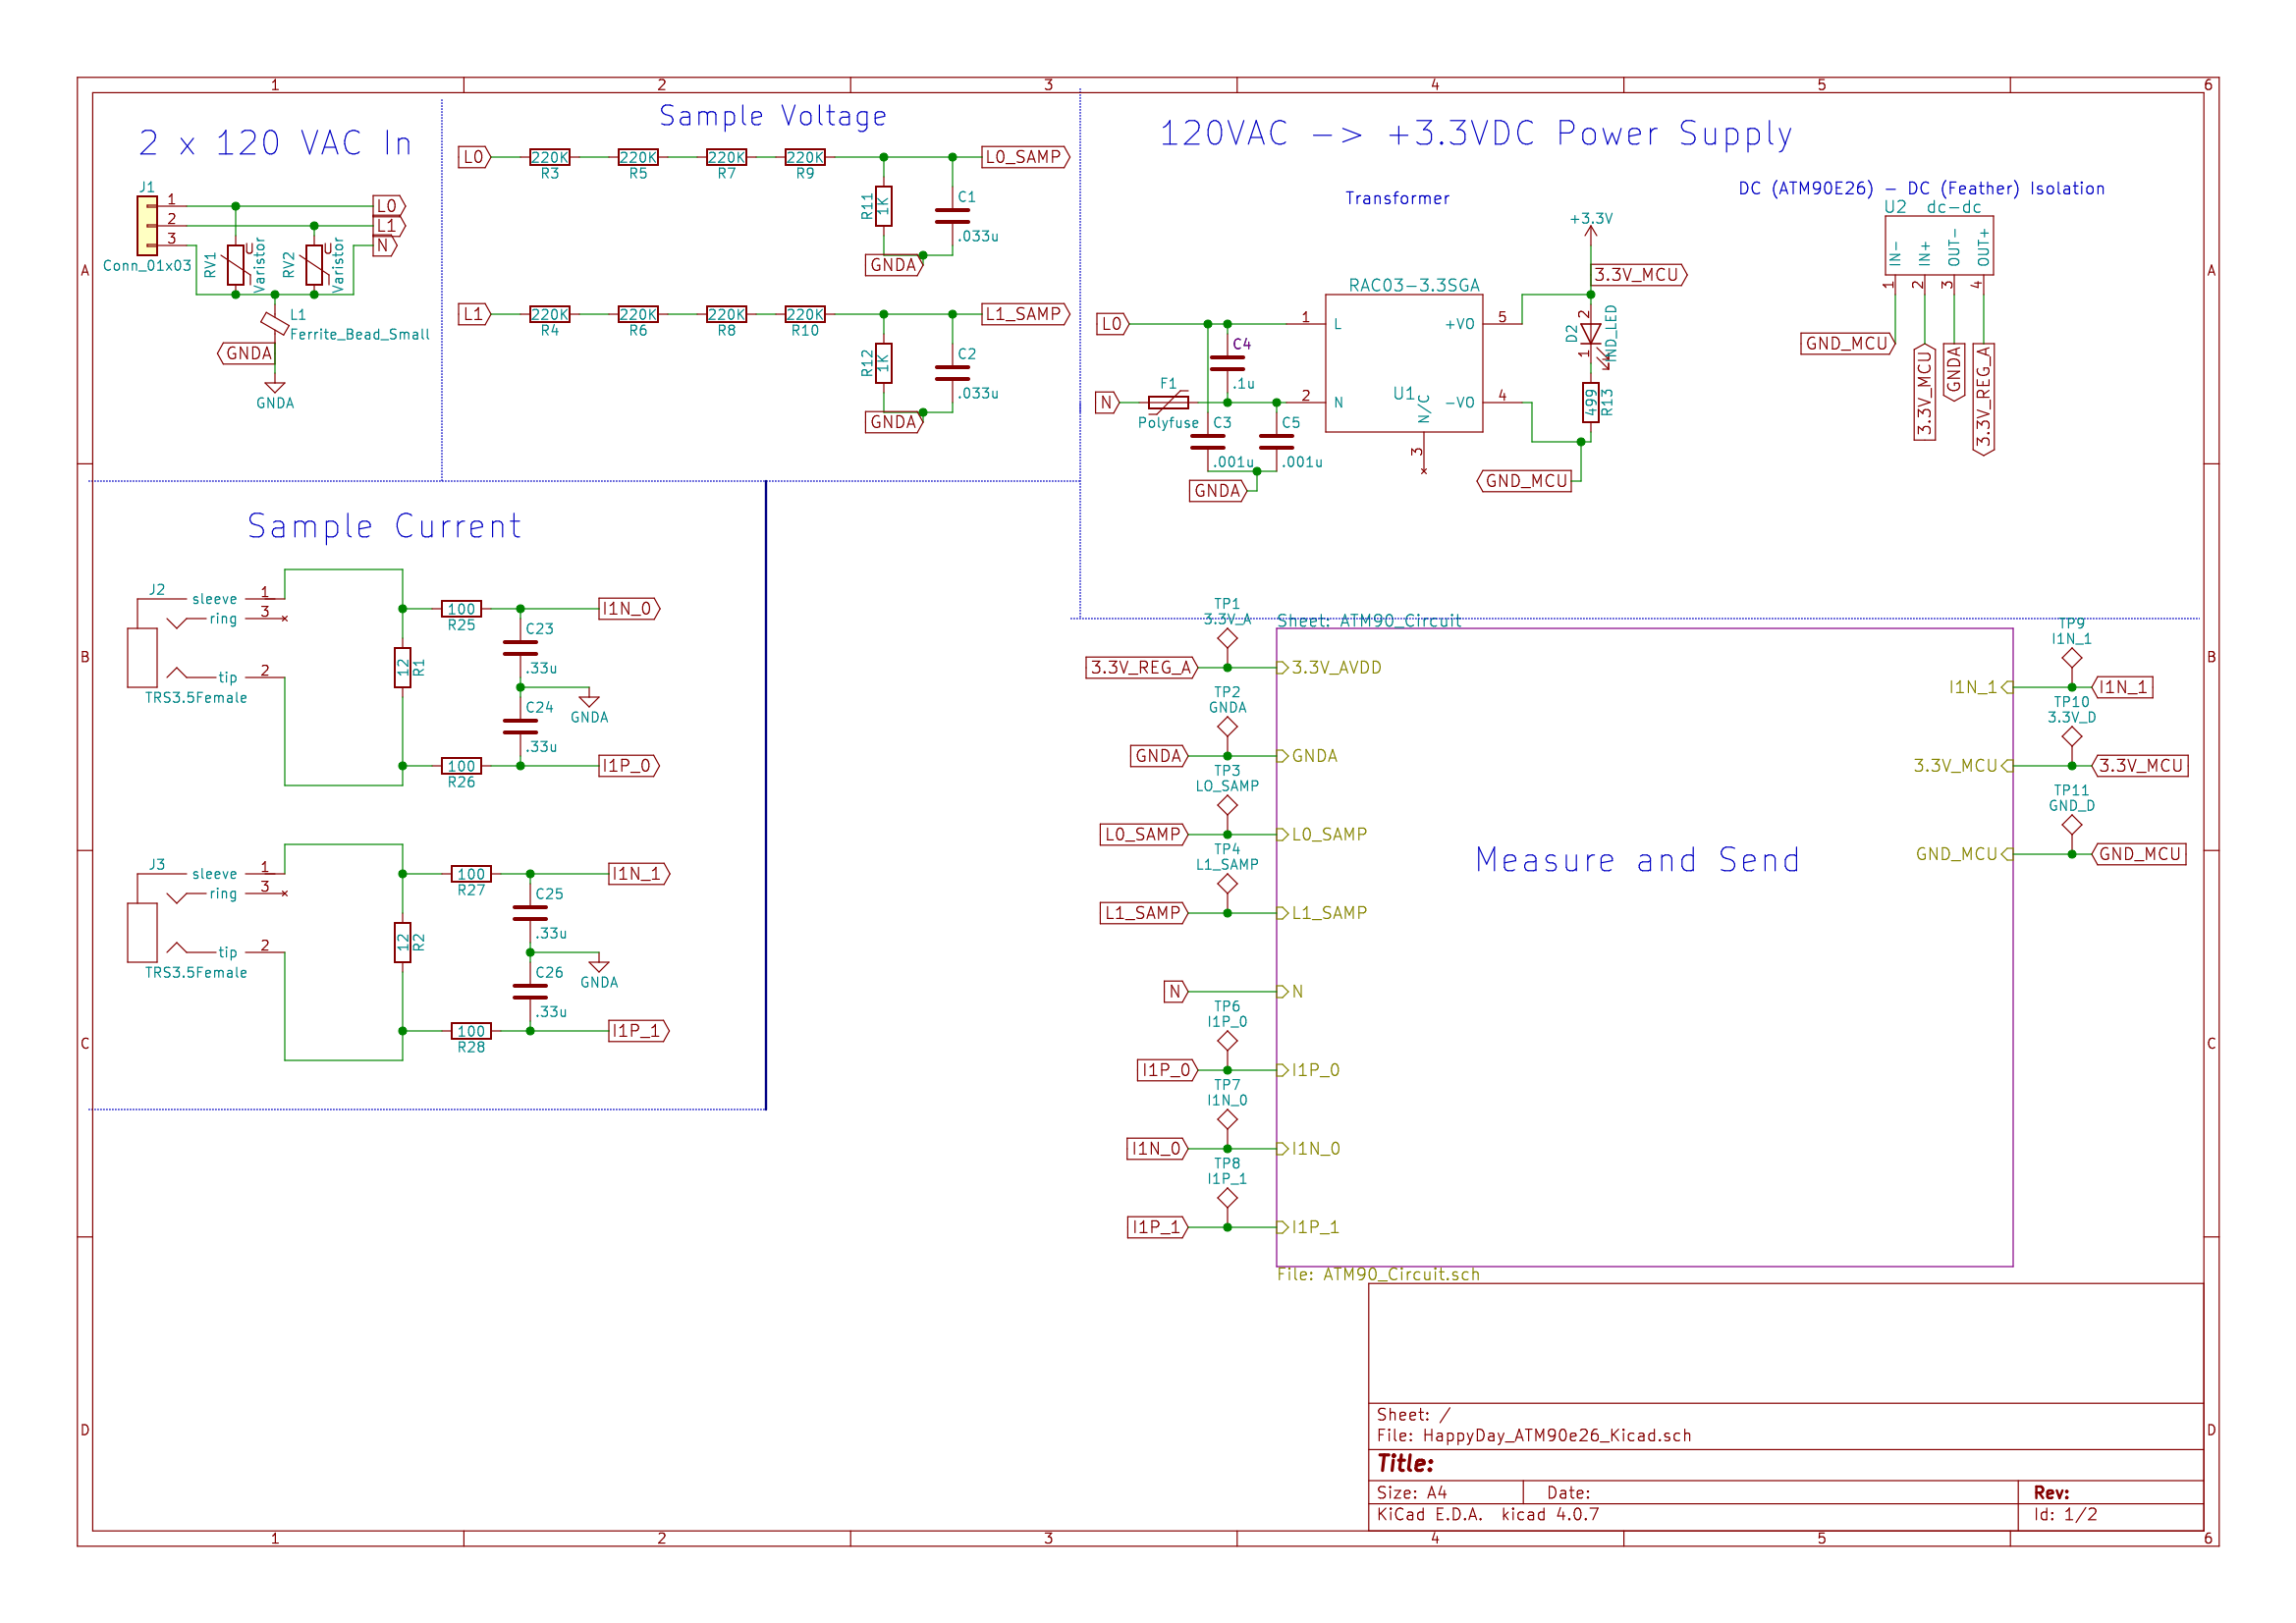 1 2 3 4 5 6
A A
B B
C C
D D
1 2 3 4 5 6
2 x 120 VAC In
J1
1
2
3
Conn_01x03
L0
L1
N
RV1
U
Varistor
RV2
U
Varistor
L1
Ferrite_Bead_Small
GNDA
GNDA
Sample Voltage
L0
220K
R3
220K
R5
220K
R7
220K
R9
L0_SAMP
R11
1K
C1
.033u
GNDA
L1
220K
R4
220K
R6
220K
R8
220K
R10
L1_SAMP
R12
1K
C2
.033u
GNDA
120VAC -> +3.3VDC Power Supply
Transformer
DC (ATM90E26) - DC (Feather) Isolation
L0
N
F1
Polyfuse
C4
.1u
C3
.001u
C5
.001u
GNDA
RAC03-3.3SGA
1
L
2
N
U1
N/C
3
+VO
5
-VO
4
+3.3V
3.3V_MCU
D2
2
1
IND_LED
499
R13
GND_MCU
U2 dc-dc
IN-
IN+
OUT-
OUT+
1
2
3
4
GND_MCU
3.3V_MCU
GNDA
3.3V_REG_A
Sample Current
J2
sleeve
1
ring
3
tip
2
TRS3.5Female
12
R1
100
R25
100
R26
C23
.33u
C24
.33u
GNDA
I1N_0
I1P_0
J3
sleeve
1
ring
3
tip
2
TRS3.5Female
12
R2
100
R27
100
R28
C25
.33u
C26
.33u
GNDA
I1N_1
I1P_1
Sheet: ATM90_Circuit
TP1
3.3V_A
3.3V_REG_A
3.3V_AVDD
TP2
GNDA
GNDA
GNDA
TP3
LO_SAMP
L0_SAMP
L0_SAMP
TP4
L1_SAMP
L1_SAMP
L1_SAMP
N
N
TP6
I1P_0
I1P_0
I1P_0
TP7
I1N_0
I1N_0
I1N_0
TP8
I1P_1
I1P_1
I1P_1
Measure and Send
TP9
I1N_1
I1N_1
I1N_1
TP10
3.3V_D
3.3V_MCU
3.3V_MCU
TP11
GND_D
GND_MCU
GND_MCU
File: ATM90_Circuit.sch
Sheet: /
File: HappyDay_ATM90e26_Kicad.sch
Title:
Size: A4
Date:
Rev:
KiCad E.D.A. kicad 4.0.7
Id: 1/2